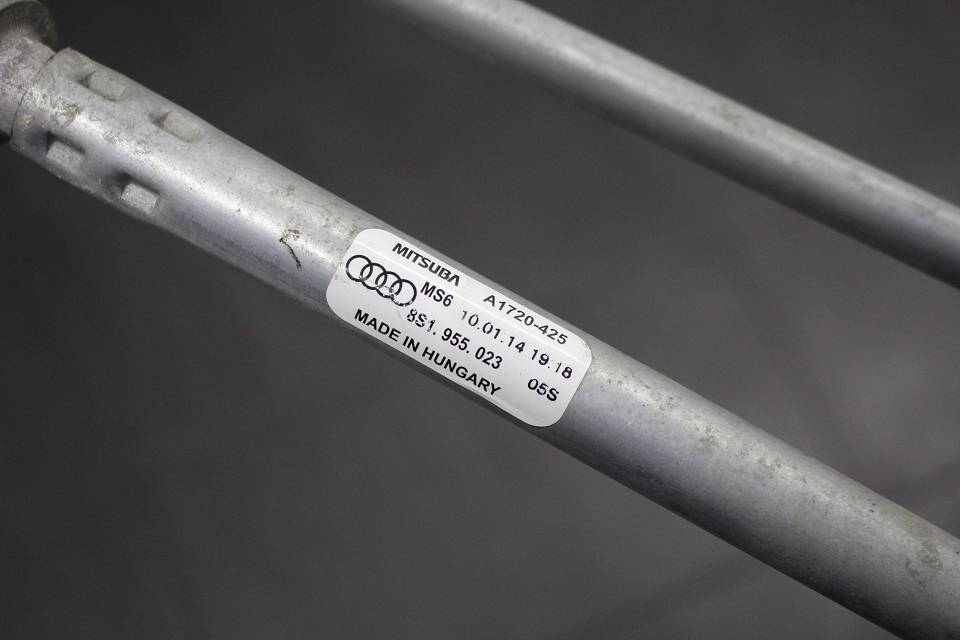 MITSUBA
MS6 A1720-425
10.01.14 19:18
8S1.955.023
05S
MADE IN HUNGARY